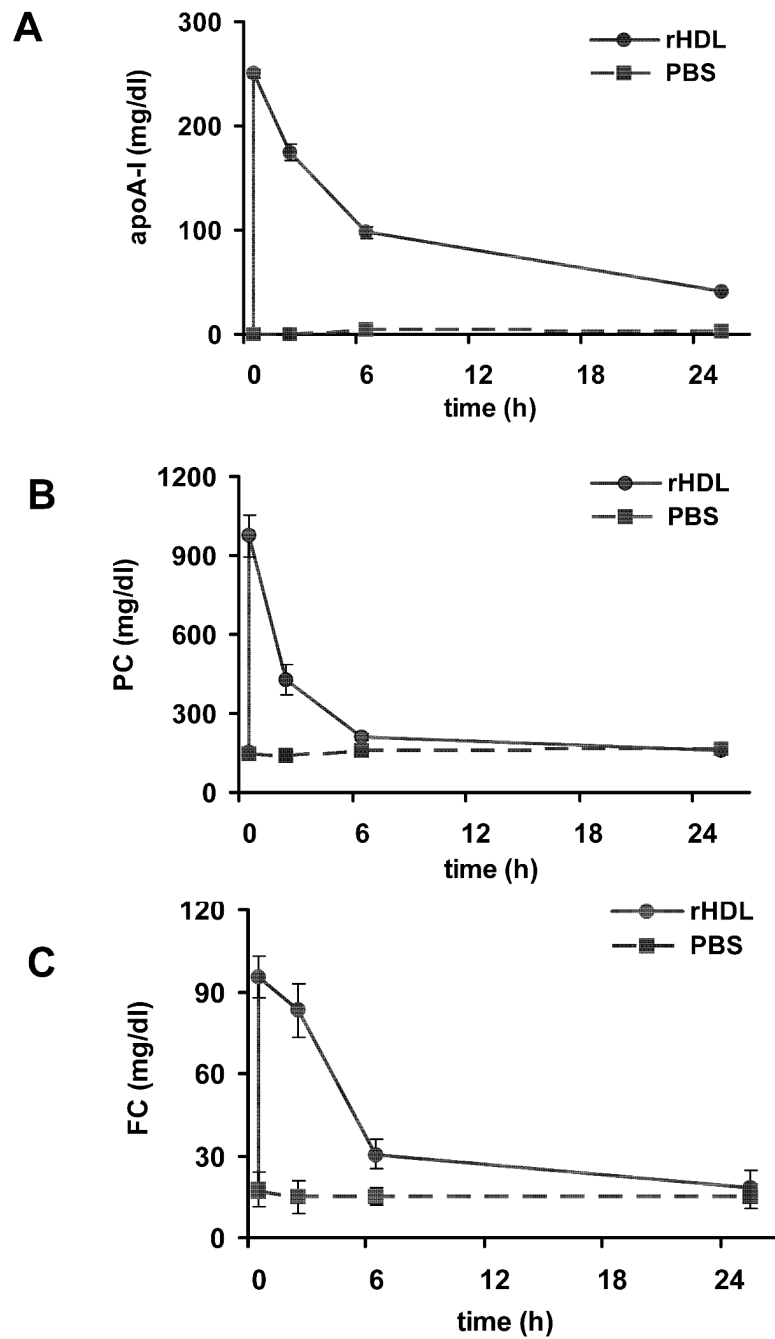 A
300
200
100
0
apoA-I (mg/dl)
rHDL
PBS
0 6 12 18 24
time (h)
B
1200
900
600
300
0
PC (mg/dl)
rHDL
PBS
0 6 12 18 24
time (h)
C
120
90
60
30
0
FC (mg/dl)
rHDL
PBS
0 6 12 18 24
time (h)